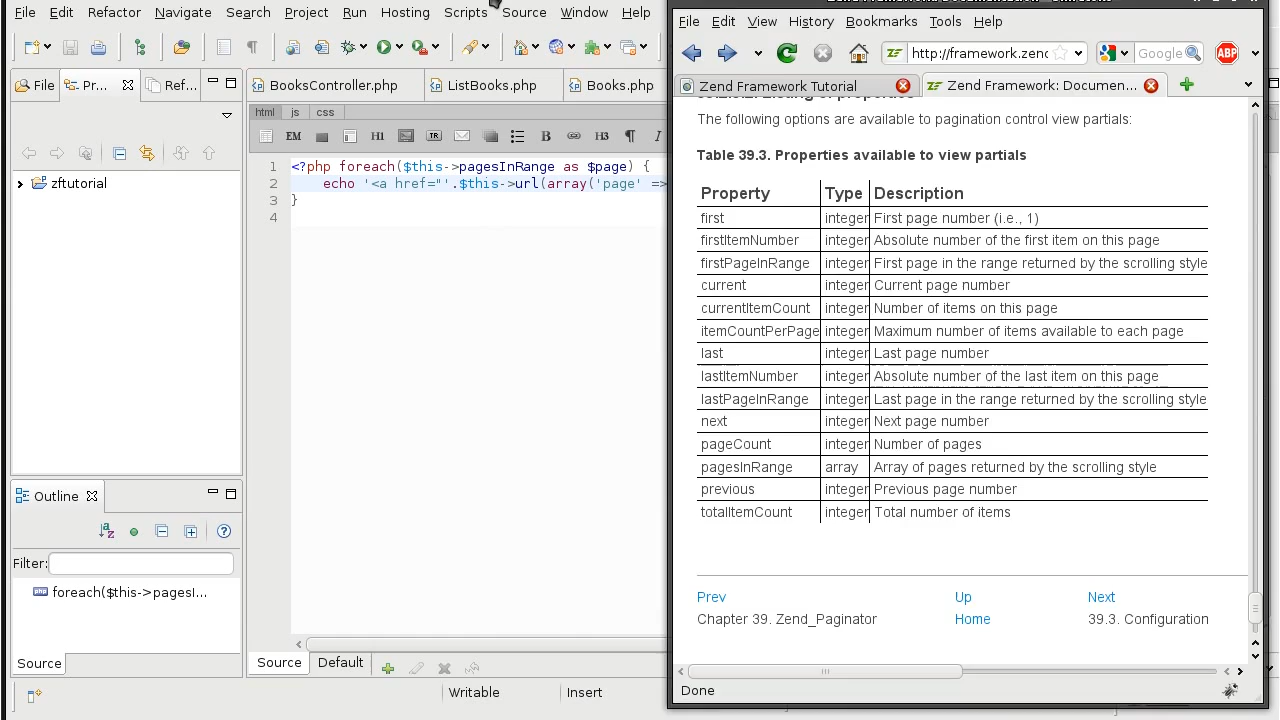 File Edit Refactoring Navigate Search Project Run Scripts Source Window Help
File Pr... Ref...
BooksController.php ListBooks.php Books.php
html js css
EM H1 TR H3
zftutorial
1 <?php foreach($this->pagesInRange as $page) {
2 echo '<a href="'.$this->url(array('page' =>
3 }
4
Outline
Filter:
foreach($this->pagesI...
Source
Source Default
Writable Insert
File Edit View History Bookmarks Tools Help
http://framework.zend Google ABP
Zend Framework Tutorial Zend Framework: Documen...
The following options are available to pagination control view partials:
Table 39.3. Properties available to view partials
Property Type Description
first integer First page number (i.e., 1)
firstItemNumber integer Absolute number of the first item on this page
firstPageInRange integer First page in the range returned by the scrolling style
current integer Current page number
currentItemCount integer Number of items on this page
itemCountPerPage integer Maximum number of items available to each page
last integer Last page number
lastItemNumber integer Absolute number of the last item on this page
lastPageInRange integer Last page in the range returned by the scrolling style
next integer Next page number
pageCount integer Number of pages
pagesInRange array Array of pages returned by the scrolling style
previous integer Previous page number
totalItemCount integer Total number of items
Prev Up Next
Chapter 39. Zend_Paginator Home 39.3. Configuration
Done